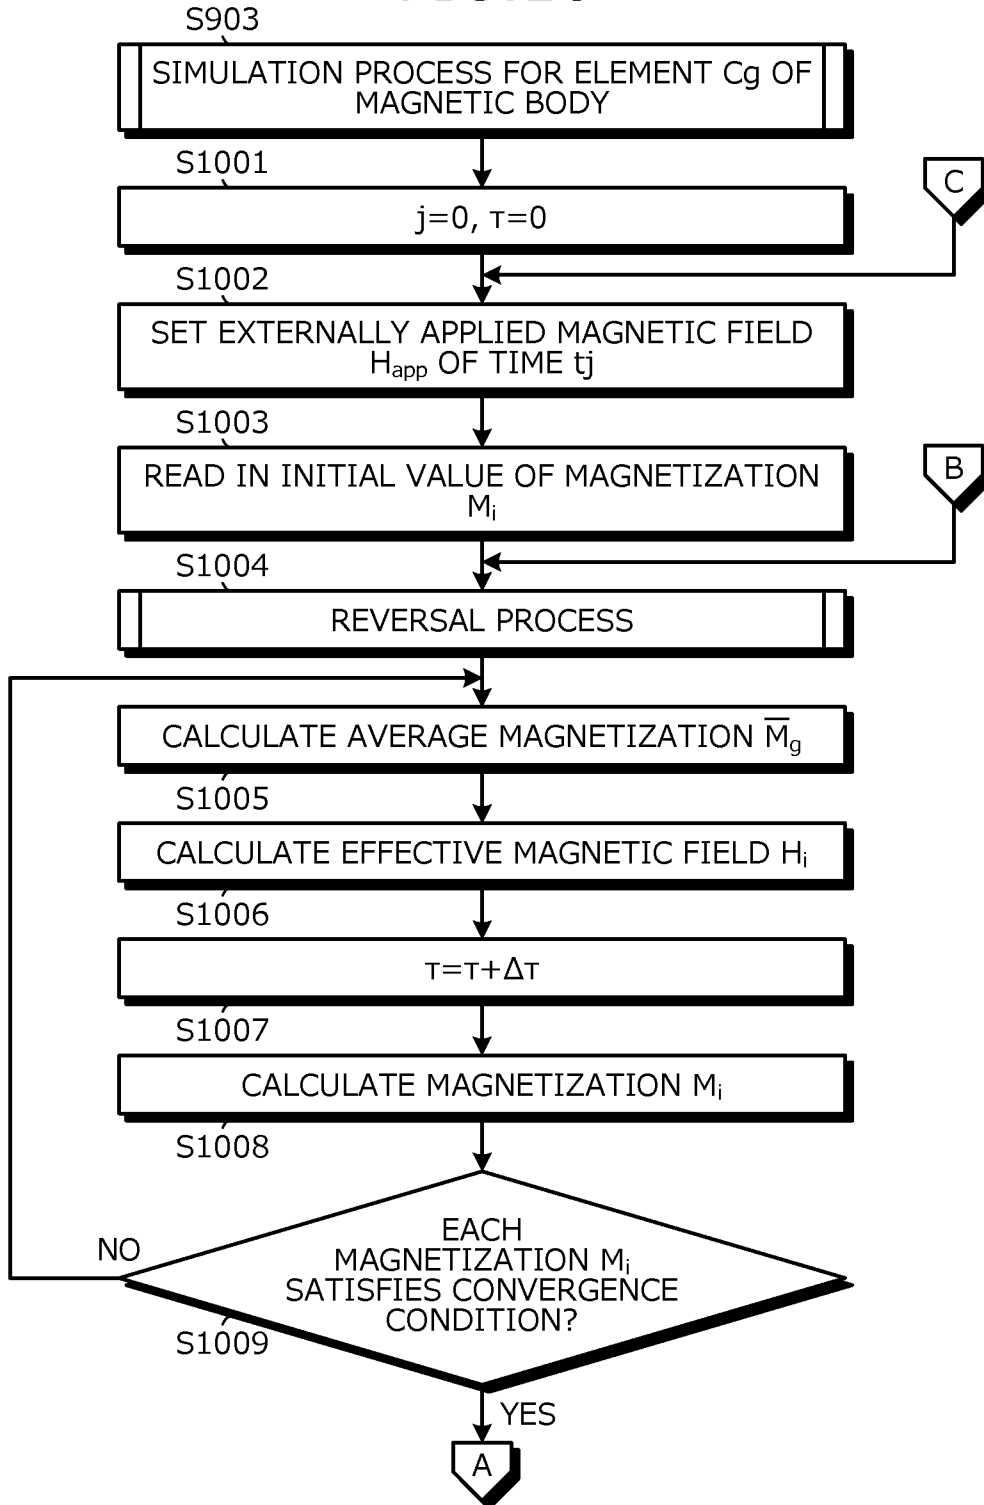 S903
SIMULATION PROCESS FOR ELEMENT Cg OF
MAGNETIC BODY
S1001
j=0, τ=0
C
S1002
SET EXTERNALLY APPLIED MAGNETIC FIELD
Happ OF TIME tj
S1003
READ IN INITIAL VALUE OF MAGNETIZATION
Mi
B
S1004
REVERSAL PROCESS
CALCULATE AVERAGE MAGNETIZATION M̅g
S1005
CALCULATE EFFECTIVE MAGNETIC FIELD Hi
S1006
τ=τ+Δτ
S1007
CALCULATE MAGNETIZATION Mi
S1008
EACH
MAGNETIZATION Mi
SATISFIES CONVERGENCE
CONDITION?
NO
S1009
YES
A